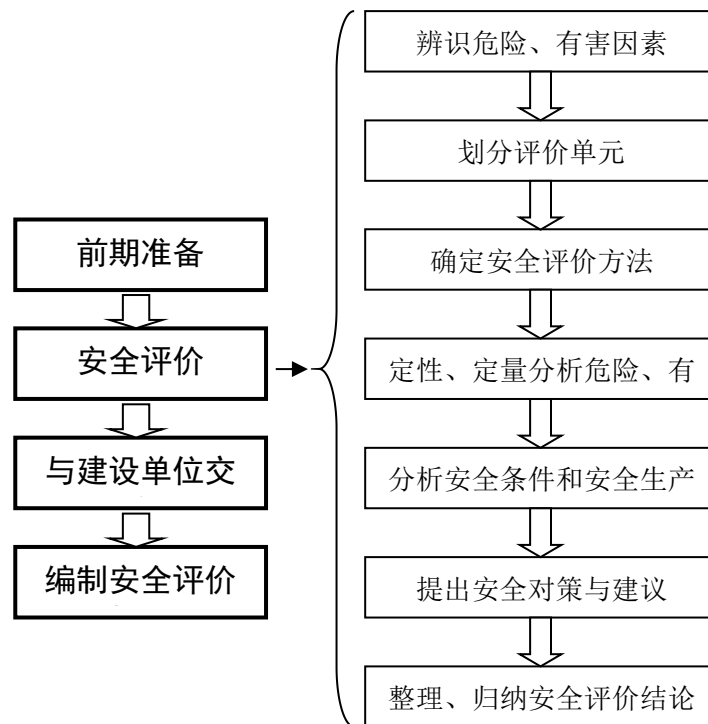 前期准备
安全评价
与建设单位交
编制安全评价
辨识危险、有害因素
划分评价单元
确定安全评价方法
定性、定量分析危险、有
分析安全条件和安全生产
提出安全对策与建议
整理、归纳安全评价结论